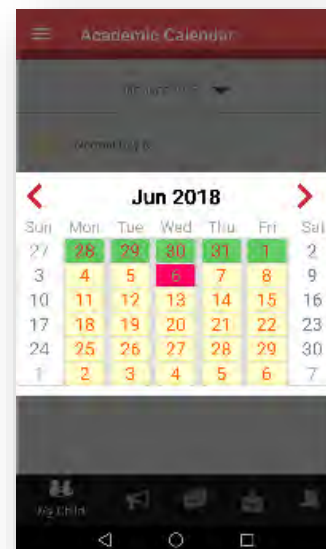 Academic Calendar
Jun 2018
Sun Mon Tue Wed Thu Fri Sat
27 28 29 30 31 1 2
3 4 5 6 7 8 9
10 11 12 13 14 15 16
17 18 19 20 21 22 23
24 25 26 27 28 29 30
1 2 3 4 5 6 7
My Child